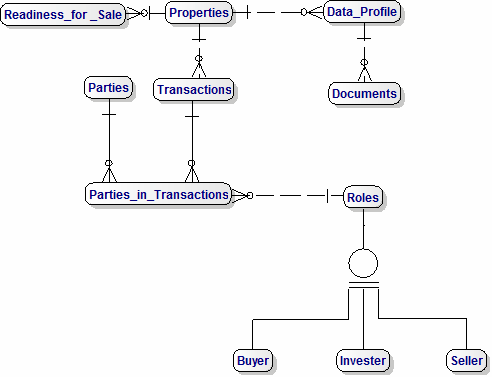 Readiness_for _Sale
Properties
Data_Profile
Parties
Transactions
Documents
Parties_in_Transactions
Roles
Buyer
Invester
Seller